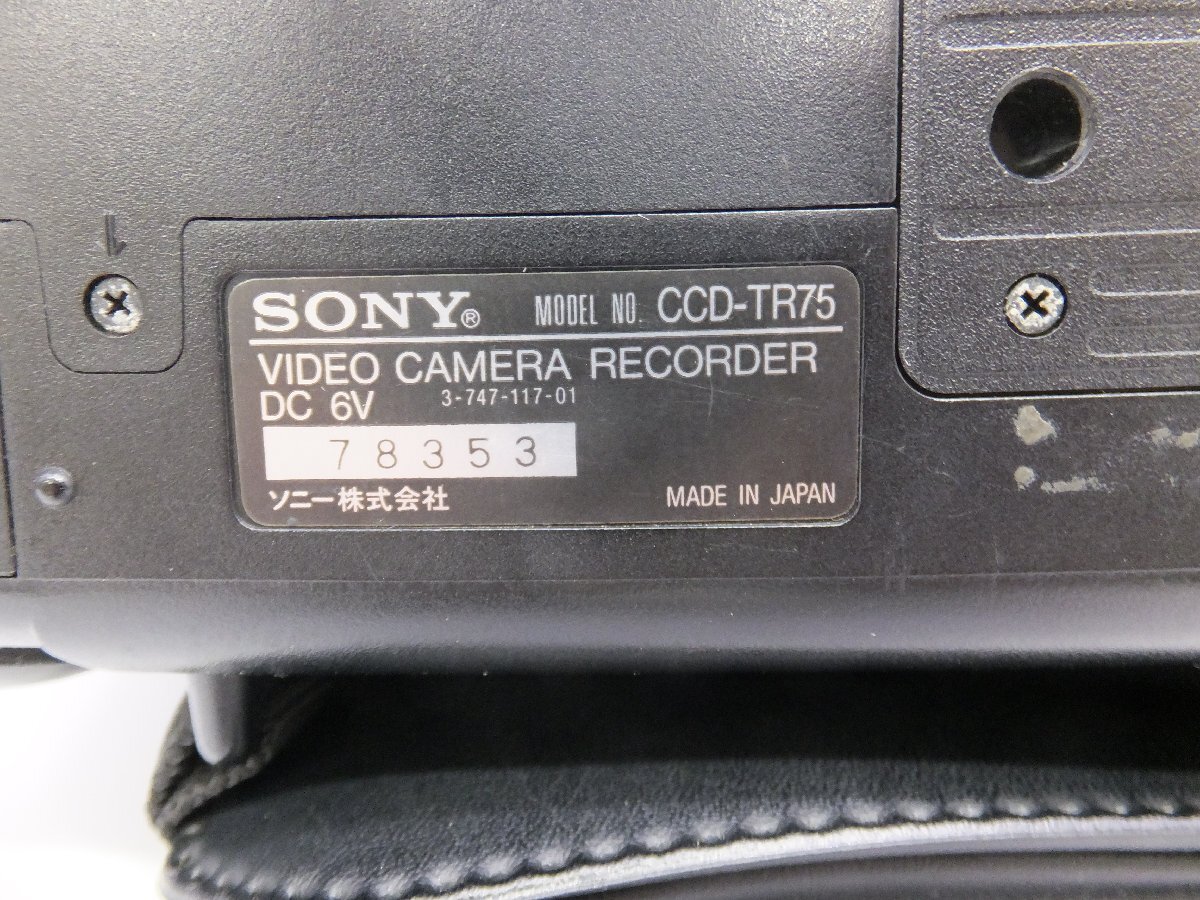 SONY® MODEL NO. CCD-TR75
VIDEO CAMERA RECORDER
DC 6V 3-747-117-01
78353
ソニー株式会社 MADE IN JAPAN